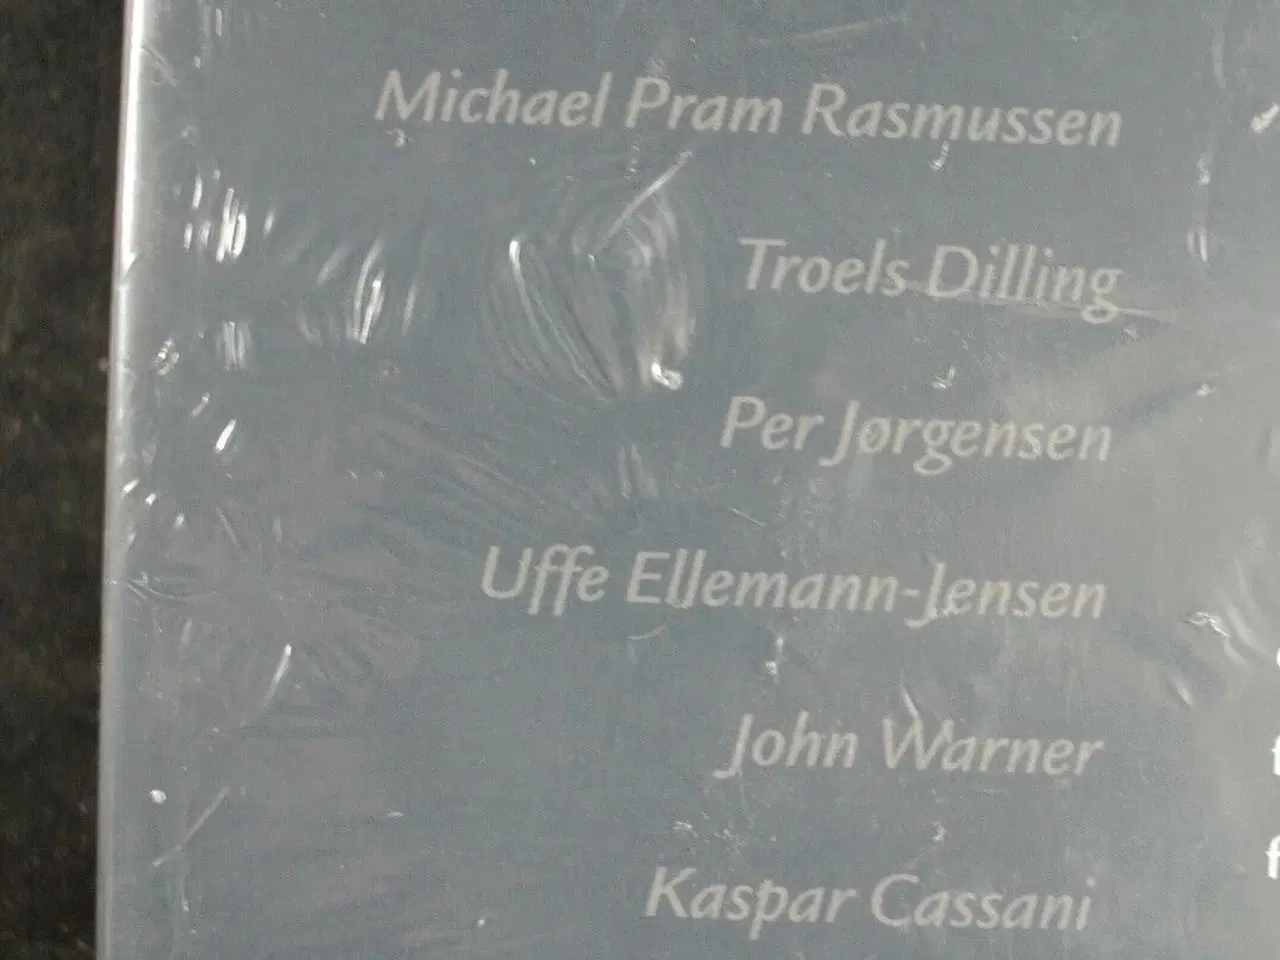 Michael Pram Rasmussen
Troels Dilling
Per Jørgensen
Uffe Ellemann-Jensen
John Warner
Kaspar Cassani